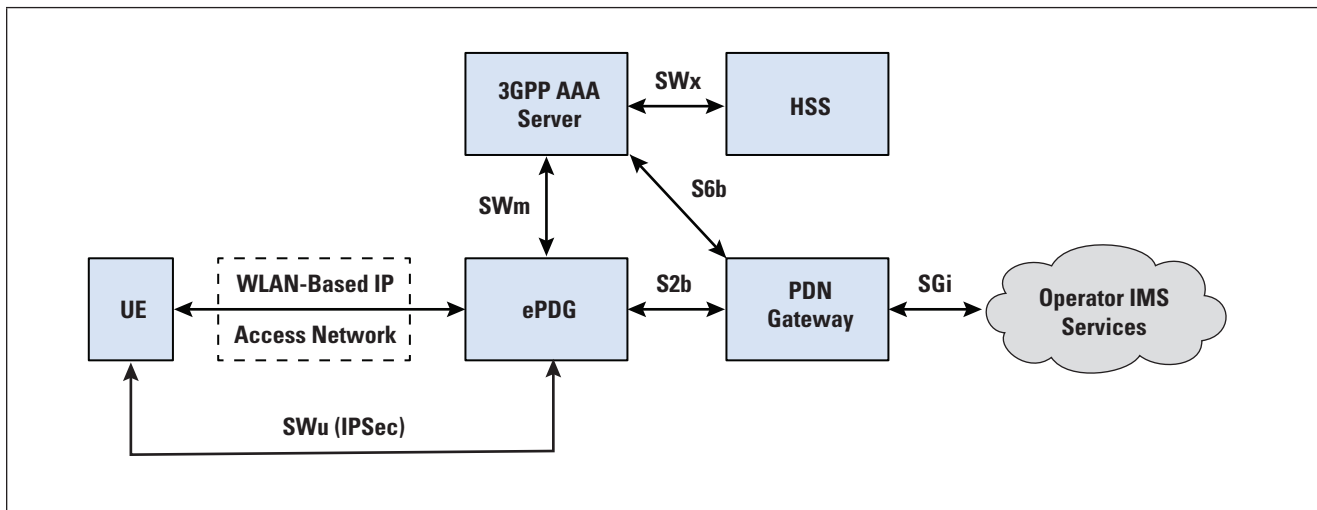 3GPP AAA
Server
SWx
HSS
SWm
S6b
UE
WLAN-Based IP
Access Network
ePDG
S2b
PDN
Gateway
SGi
Operator IMS
Services
SWu (IPSec)